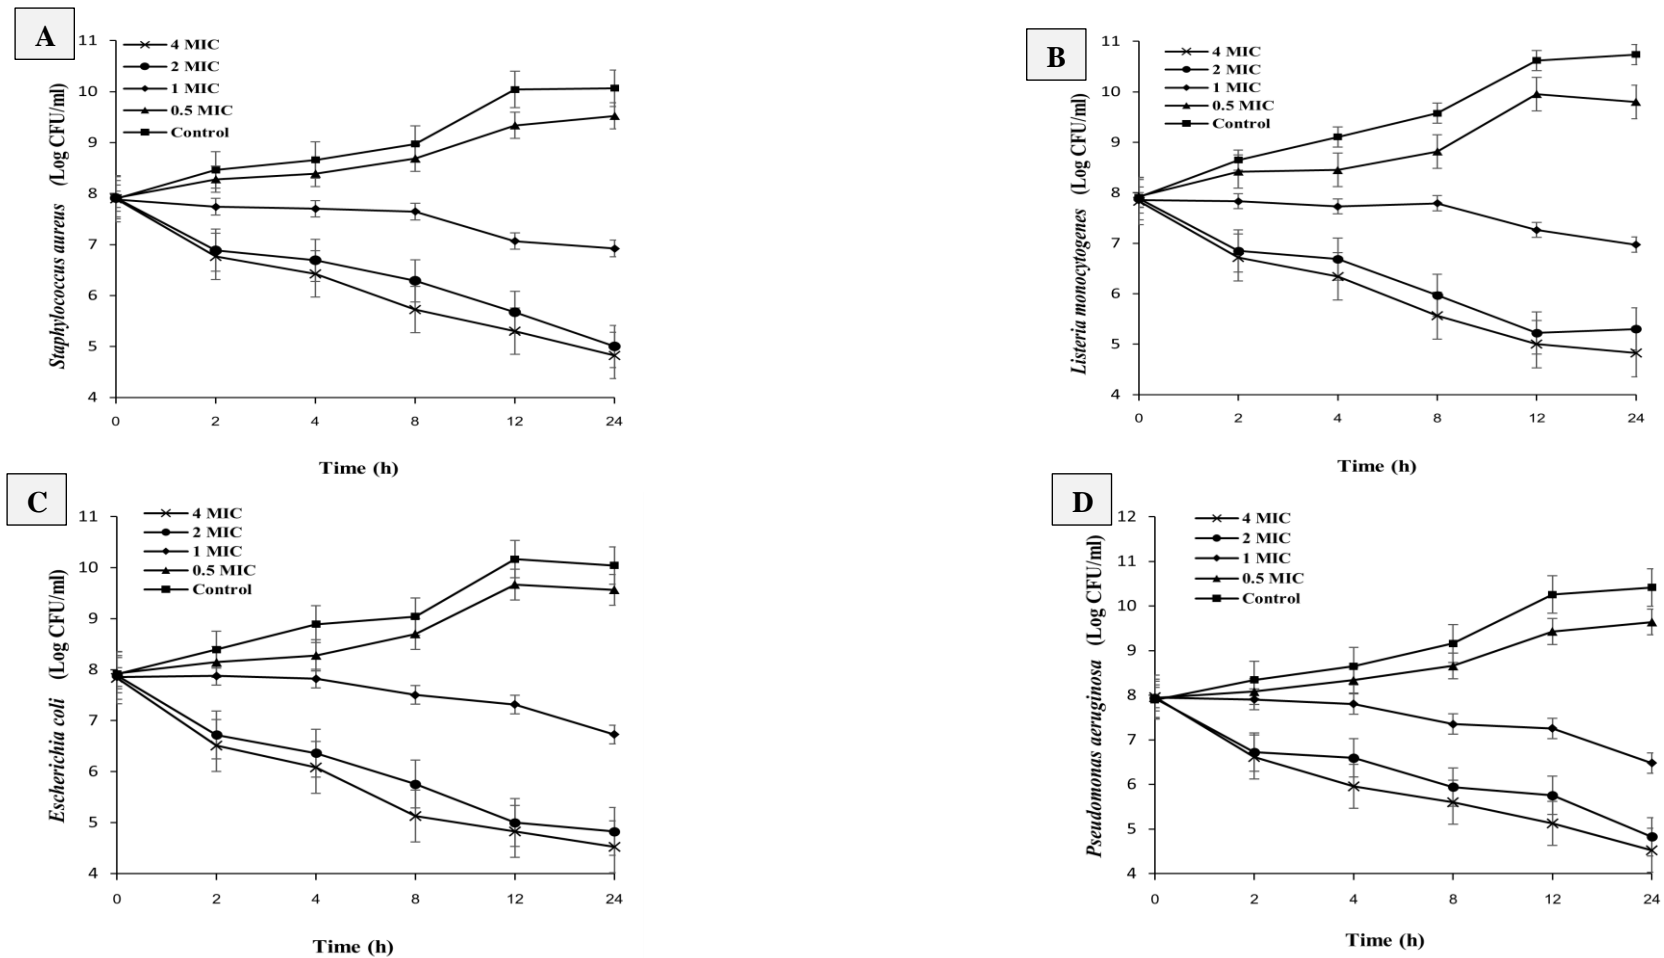 A
Staphylococcus aureus (Log CFU/ml)
11
10
9
8
7
6
5
4
4 MIC
2 MIC
1 MIC
0.5 MIC
Control
0 2 4 8 12 24
Time (h)
B
Listeria monocytogenes (Log CFU/ml)
11
10
9
8
7
6
5
4
4 MIC
2 MIC
1 MIC
0.5 MIC
Control
0 2 4 8 12 24
Time (h)
C
Escherichia coli (Log CFU/ml)
11
10
9
8
7
6
5
4
4 MIC
2 MIC
1 MIC
0.5 MIC
Control
0 2 4 8 12 24
Time (h)
D
Pseudomonas aeruginosa (Log CFU/ml)
12
11
10
9
8
7
6
5
4
4 MIC
2 MIC
1 MIC
0.5 MIC
Control
0 2 4 8 12 24
Time (h)